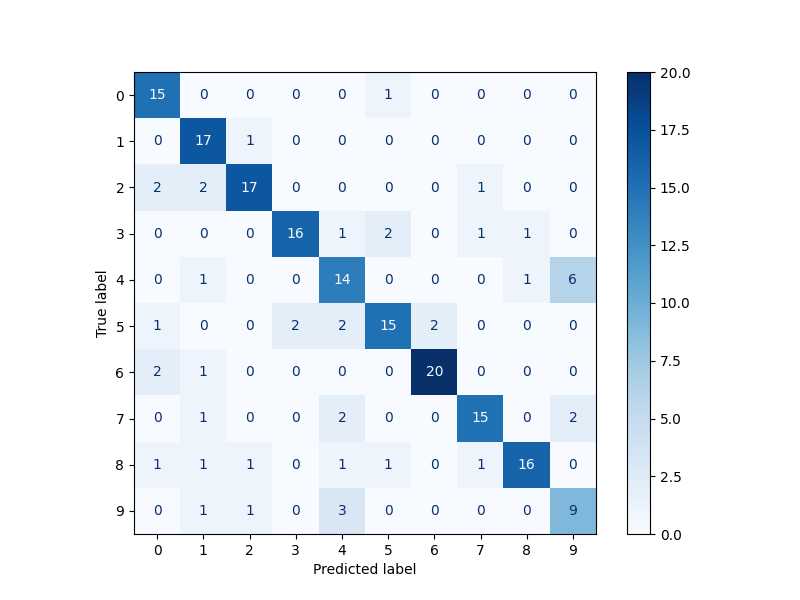 0 15 0 0 0 0 1 0 0 0 0
1 0 17 1 0 0 0 0 0 0 0
2 2 2 17 0 0 0 0 1 0 0
3 0 0 0 16 1 2 0 1 1 0
4 0 1 0 0 14 0 0 0 1 6
5 1 0 0 2 2 15 2 0 0 0
6 2 1 0 0 0 0 20 0 0 0
7 0 1 0 0 2 0 0 15 0 2
8 1 1 1 0 1 1 0 1 16 0
9 0 1 1 0 3 0 0 0 0 9
0 1 2 3 4 5 6 7 8 9
Predicted label
True label
20.0
17.5
15.0
12.5
10.0
7.5
5.0
2.5
0.0